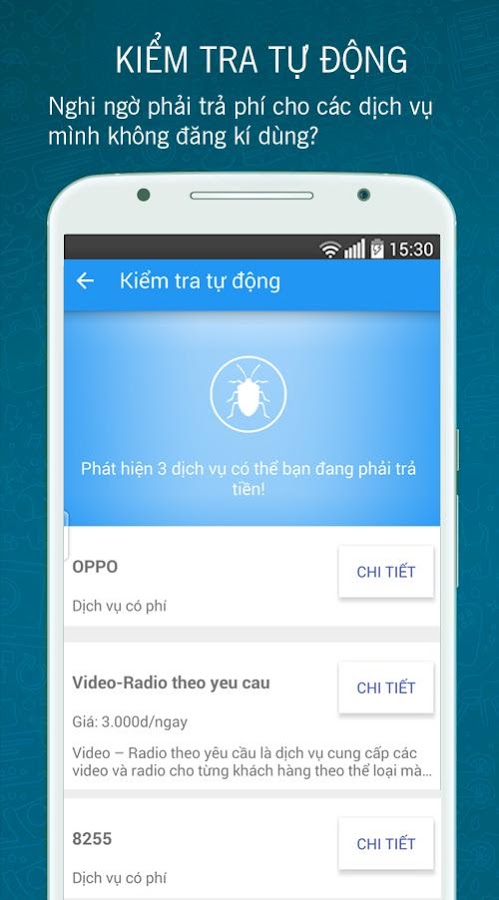 KIỂM TRA TỰ ĐỘNG
Nghi ngờ phải trả phí cho các dịch vụ
mình không đăng kí dùng?
15:30
Kiểm tra tự động
Phát hiện 3 dịch vụ có thể bạn đang phải trả
tiền!
OPPO
CHI TIẾT
Dịch vụ có phí
Video-Radio theo yeu cau
CHI TIẾT
Giá: 3.000d/ngay
Video – Radio theo yêu cầu là dịch vụ cung cấp các
video và radio cho từng khách hàng theo thể loại mà...
8255
CHI TIẾT
Dịch vụ có phí